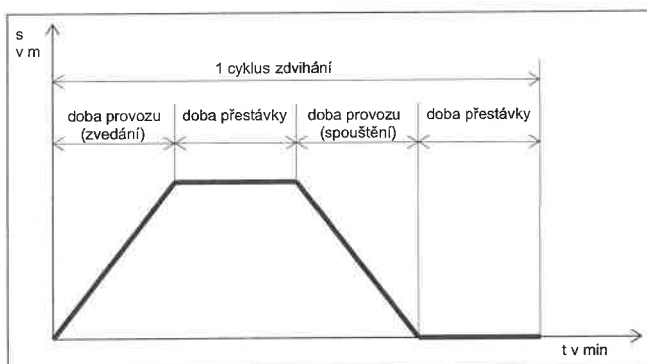 s
v m
1 cyklus zdvihání
doba provozu
(zvedání)
doba přestávky
doba provozu
(spouštění)
doba přestávky
t v min